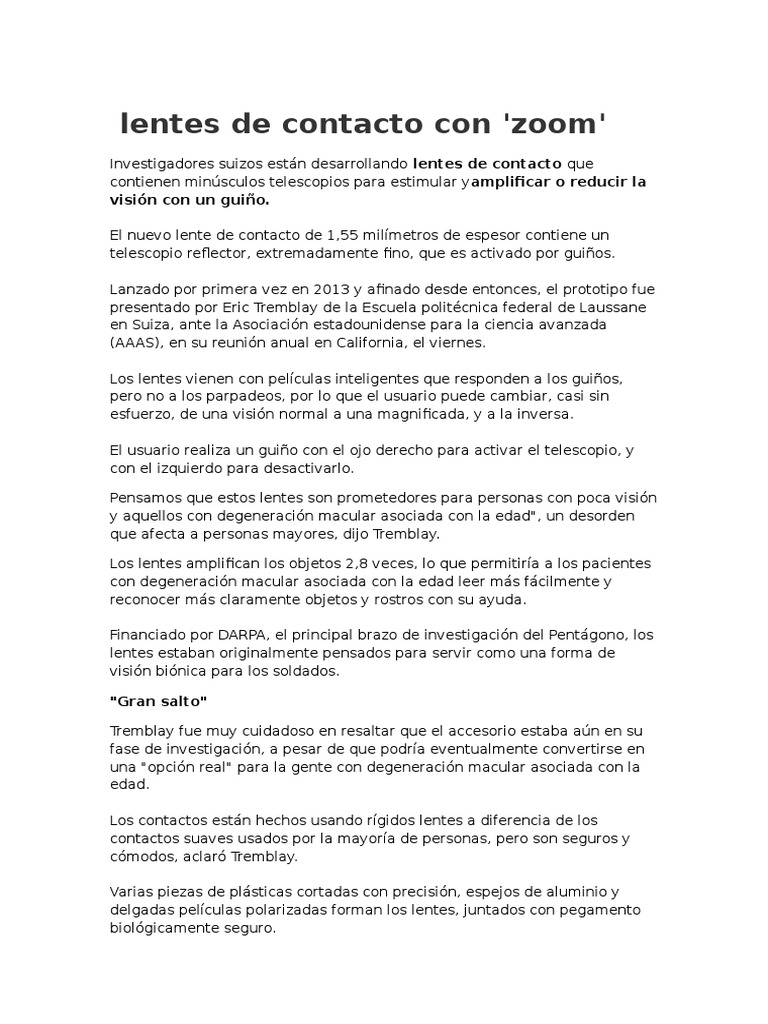 lentes de contacto con 'zoom'
Investigadores suizos están desarrollando lentes de contacto que
contienen minúsculos telescopios para estimular yamplificar o reducir la
visión con un guiño.
El nuevo lente de contacto de 1,55 milímetros de espesor contiene un
telescopio reflector, extremadamente fino, que es activado por guiños.
Lanzado por primera vez en 2013 y afinado desde entonces, el prototipo fue
presentado por Eric Tremblay de la Escuela politécnica federal de Laussane
en Suiza, ante la Asociación estadounidense para la ciencia avanzada
(AAAS), en su reunión anual en California, el viernes.
Los lentes vienen con películas inteligentes que responden a los guiños,
pero no a los parpadeos, por lo que el usuario puede cambiar, casi sin
esfuerzo, de una visión normal a una magnificada, y a la inversa.
El usuario realiza un guiño con el ojo derecho para activar el telescopio, y
con el izquierdo para desactivarlo.
Pensamos que estos lentes son prometedores para personas con poca visión
y aquellos con degeneración macular asociada con la edad", un desorden
que afecta a personas mayores, dijo Tremblay.
Los lentes amplifican los objetos 2,8 veces, lo que permitiría a los pacientes
con degeneración macular asociada con la edad leer más fácilmente y
reconocer más claramente objetos y rostros con su ayuda.
Financiado por DARPA, el principal brazo de investigación del Pentágono, los
lentes estaban originalmente pensados para servir como una forma de
visión biónica para los soldados.
"Gran salto"
Tremblay fue muy cuidadoso en resaltar que el accesorio estaba aún en su
fase de investigación, a pesar de que podría eventualmente convertirse en
una "opción real" para la gente con degeneración macular asociada con la
edad.
Los contactos están hechos usando rígidos lentes a diferencia de los
contactos suaves usados por la mayoría de personas, pero son seguros y
cómodos, aclaró Tremblay.
Varias piezas de plásticas cortadas con precisión, espejos de aluminio y
delgadas películas polarizadas forman los lentes, juntados con pegamento
biológicamente seguro.